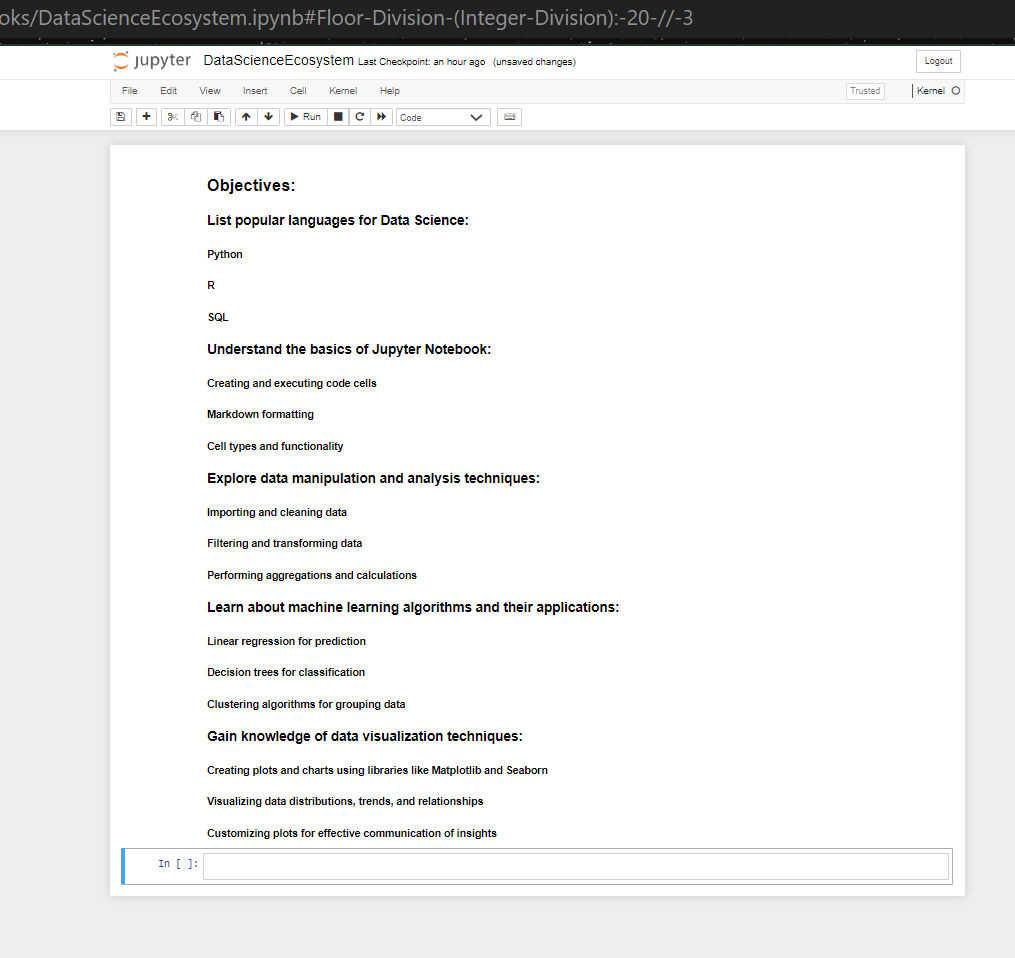 oks/DataScienceEcosystem.ipynb#Floor-Division-(Integer-Division):-20-//-3
jupyter DataScienceEcosystem Last Checkpoint: an hour ago (unsaved changes) Logout
File Edit View Insert Cell Kernel Help Trusted Kernel
Run Code
Objectives:
List popular languages for Data Science:
Python
R
SQL
Understand the basics of Jupyter Notebook:
Creating and executing code cells
Markdown formatting
Cell types and functionality
Explore data manipulation and analysis techniques:
Importing and cleaning data
Filtering and transforming data
Performing aggregations and calculations
Learn about machine learning algorithms and their applications:
Linear regression for prediction
Decision trees for classification
Clustering algorithms for grouping data
Gain knowledge of data visualization techniques:
Creating plots and charts using libraries like Matplotlib and Seaborn
Visualizing data distributions, trends, and relationships
Customizing plots for effective communication of insights
In [ ]: